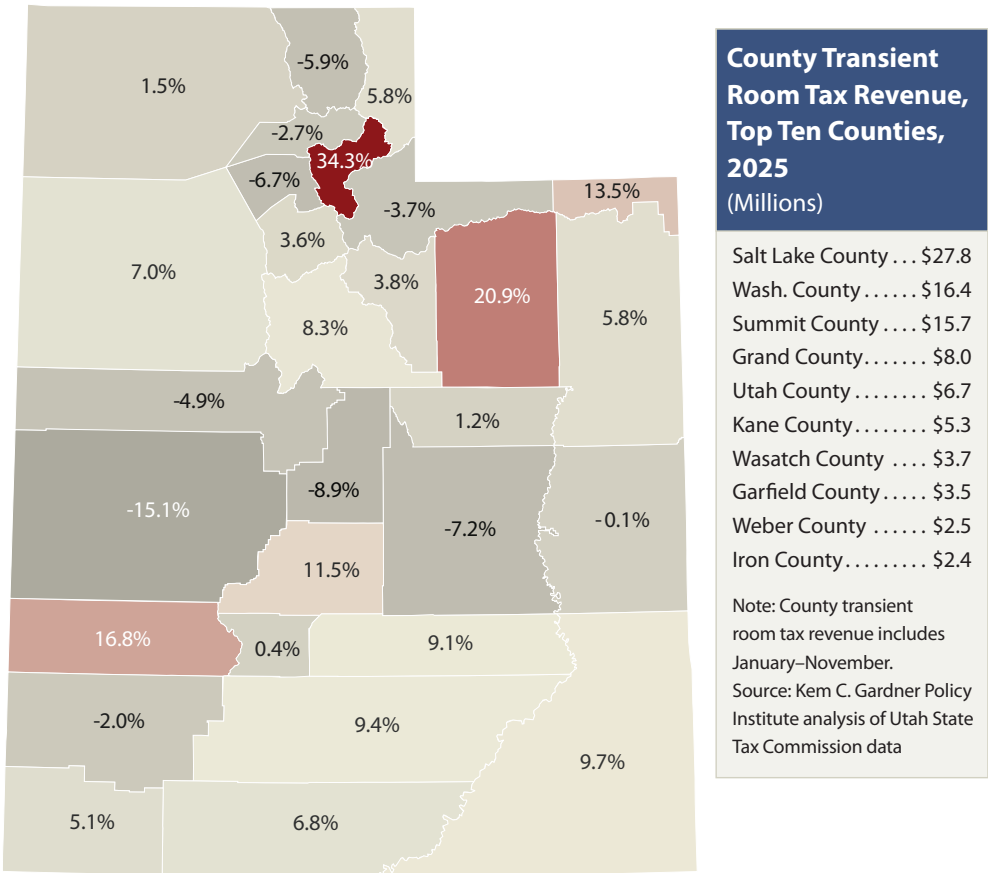 -5.9%
1.5%
5.8%
-2.7%
34.3%
-6.7%
13.5%
-3.7%
3.6%
7.0%
3.8%
20.9%
5.8%
8.3%
-4.9%
1.2%
-8.9%
-15.1%
-7.2%
-0.1%
11.5%
16.8%
0.4%
9.1%
-2.0%
9.4%
9.7%
5.1%
6.8%
County Transient
Room Tax Revenue,
Top Ten Counties,
2025
(Millions)
Salt Lake County . . . $27.8
Wash. County . . . . . . $16.4
Summit County . . . . $15.7
Grand County. . . . . . . $8.0
Utah County . . . . . . . . $6.7
Kane County. . . . . . . . $5.3
Wasatch County . . . . $3.7
Garfield County . . . . . $3.5
Weber County . . . . . . $2.5
Iron County. . . . . . . . . $2.4
Note: County transient
room tax revenue includes
January–November.
Source: Kem C. Gardner Policy
Institute analysis of Utah State
Tax Commission data